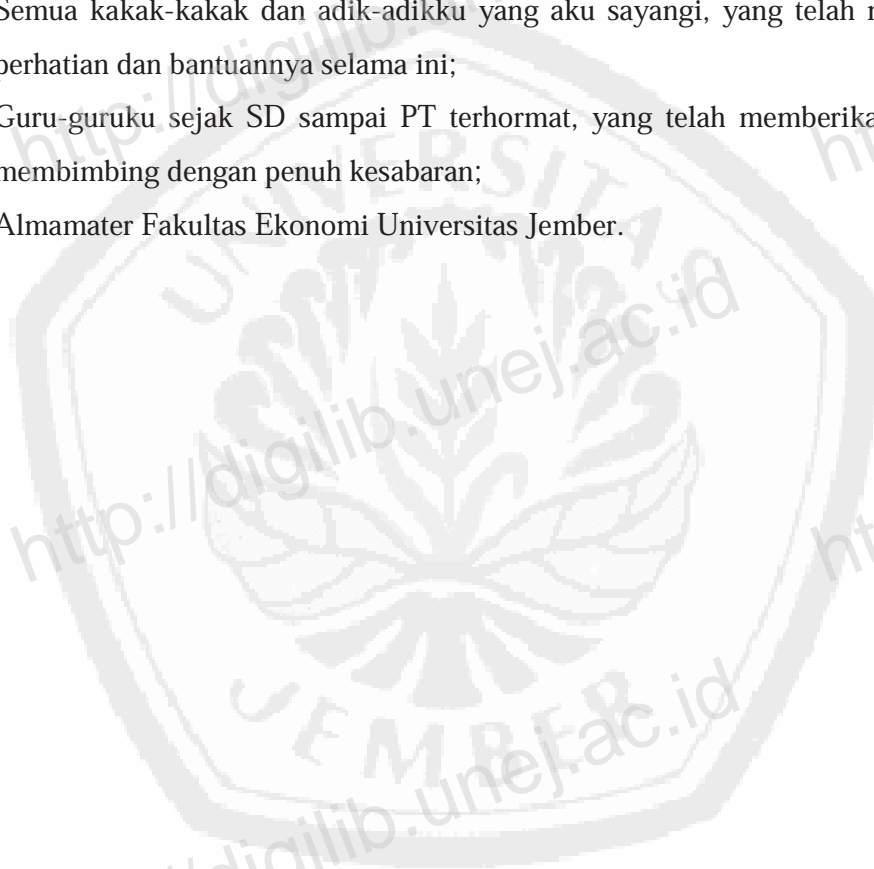 Semua kakak-kakak dan adik-adikku yang aku sayangi, yang telah
perhatian dan bantuannya selama ini;
Guru-guruku sejak SD sampai PT terhormat, yang telah
membimbing dengan penuh kesabaran;
Almamater Fakultas Ekonomi Universitas Jember.
UNIVERSITAS
http://digilib.unej.ac.id
JEMBER
digilib.unej.ac.id